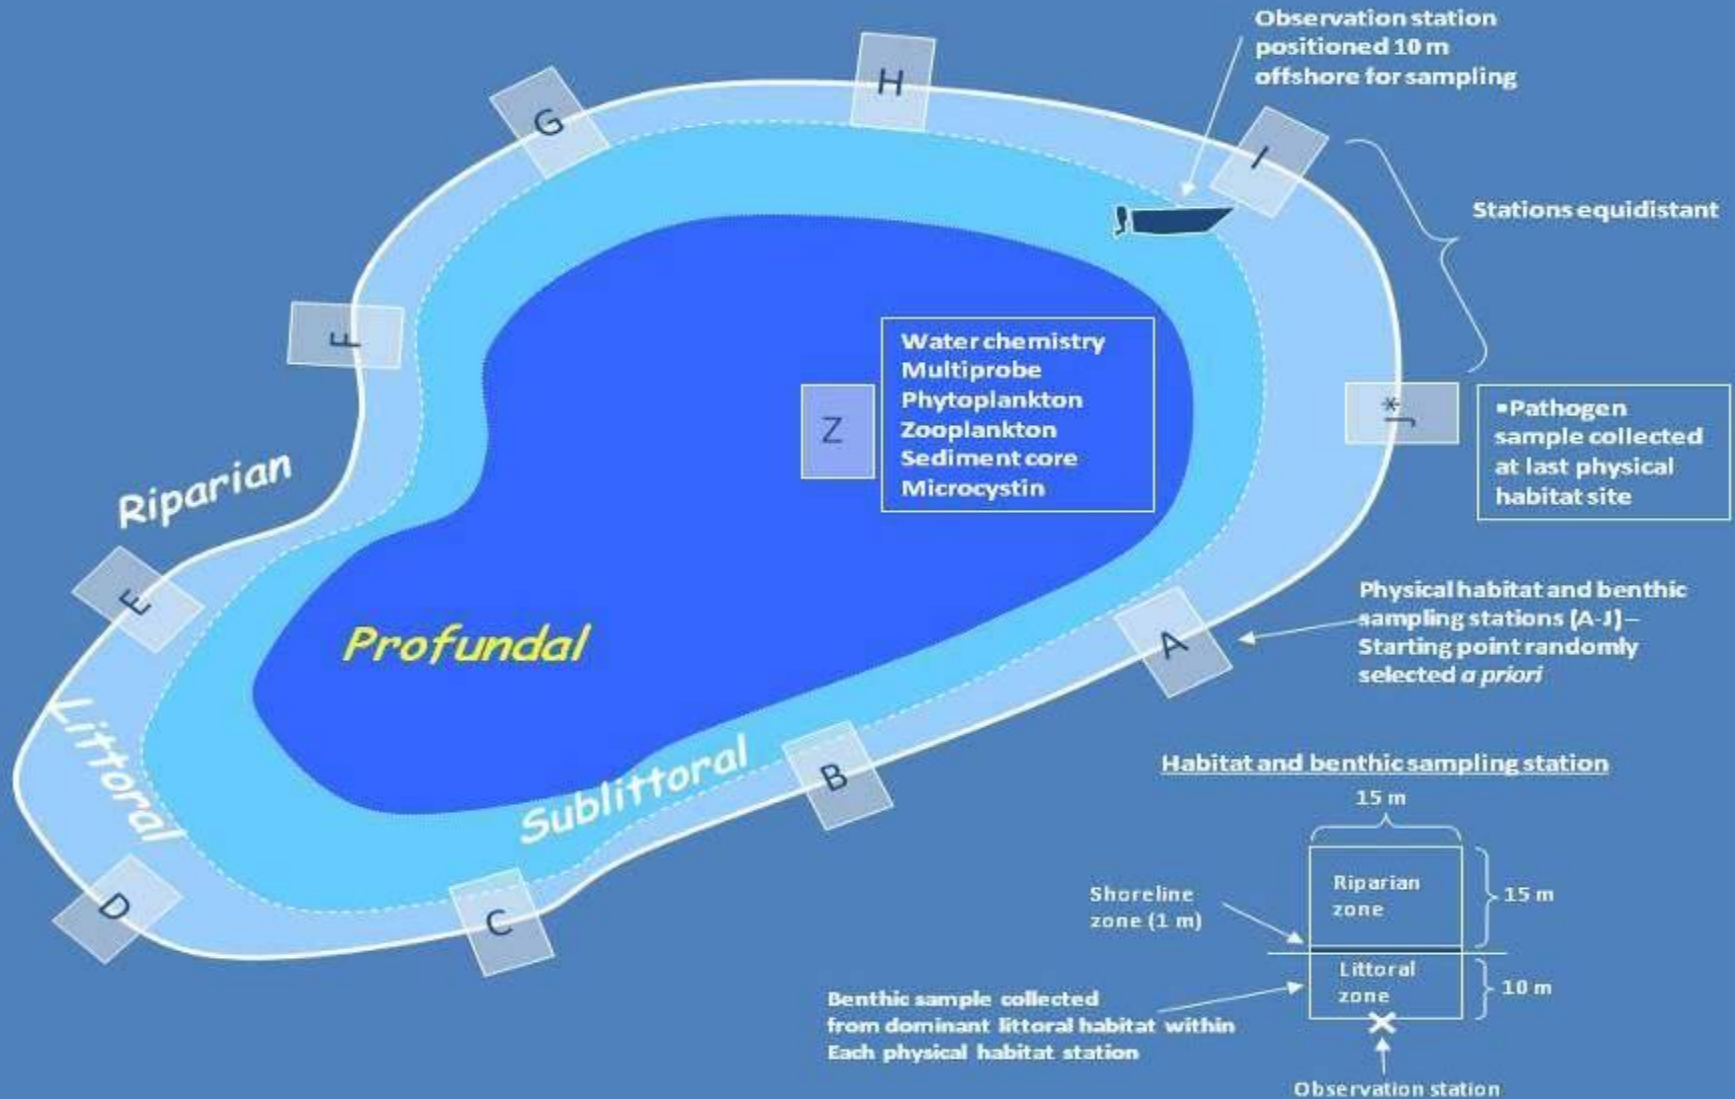 Observation station
positioned 10 m
offshore for sampling
H
G
I
Stations equidistant
F
Water chemistry
Multiprobe
Phytoplankton
Zooplankton
Sediment core
Microcystin
Z
J*
▪Pathogen
sample collected
at last physical
habitat site
Riparian
E
Profundal
A
Physical habitat and benthic
sampling stations (A-J)–
Starting point randomly
selected a priori
Littoral
Sublittoral
B
D
C
Habitat and benthic sampling station
15 m
Riparian
zone
15 m
Shoreline
zone (1 m)
Littoral
zone
10 m
Benthic sample collected
from dominant littoral habitat within
Each physical habitat station
Observation station